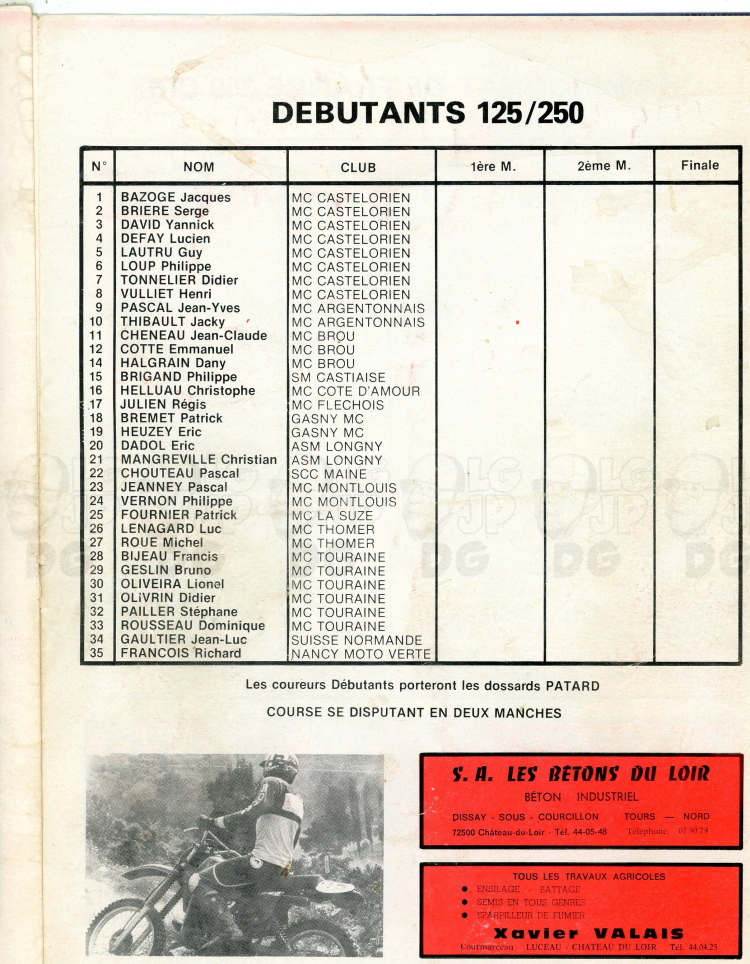 DEBUTANTS 125/250
N° NOM CLUB 1ère M. 2ème M. Finale
1 BAZOGE Jacques MC CASTELORIEN
2 BRIERE Serge MC CASTELORIEN
3 DAVID Yannick MC CASTELORIEN
4 DEFAY Lucien MC CASTELORIEN
5 LAUTRU Guy MC CASTELORIEN
6 LOUP Philippe MC CASTELORIEN
7 TONNELIER Didier MC CASTELORIEN
8 VULLIET Henri MC CASTELORIEN
9 PASCAL Jean-Yves MC ARGENTONNAIS
10 THIBAULT Jacky MC ARGENTONNAIS
11 CHENEAU Jean-Claude MC BROU
12 COTTE Emmanuel MC BROU
14 HALGRAIN Dany MC BROU
15 BRIGAND Philippe SM CASTIAISE
16 HELLUAU Christophe MC COTE D'AMOUR
17 JULIEN Régis MC FLECHOIS
18 BREMET Patrick GASNY MC
19 HEUZEY Eric GASNY MC
20 DADOL Eric ASM LONGNY
21 MANGREVILLE Christian ASM LONGNY
22 CHOUTEAU Pascal SCC MAINE
23 JEANNEY Pascal MC MONTLOUIS
24 VERNON Philippe MC MONTLOUIS
25 FOURNIER Patrick MC LA SUZE
26 LENAGARD Luc MC THOMER
27 ROUE Michel MC THOMER
28 BIJEAU Francis MC TOURAINE
29 GESLIN Bruno MC TOURAINE
30 OLIVEIRA Lionel MC TOURAINE
31 OLiVRIN Didier MC TOURAINE
32 PAILLER Stéphane MC TOURAINE
33 ROUSSEAU Dominique MC TOURAINE
34 GAULTIER Jean-Luc SUISSE NORMANDE
35 FRANCOIS Richard NANCY MOTO VERTE
LG
JP
DG
Les coureurs Débutants porteront les dossards PATARD
COURSE SE DISPUTANT EN DEUX MANCHES
S. A. LES BETONS DU LOIR
BÉTON INDUSTRIEL
DISSAY - SOUS - COURCILLON TOURS — NORD
72500 Château-du-Loir - Tél. 44-05-48 Téléphone 07.90.79
TOUS LES TRAVAUX AGRICOLES
● ENSILAGE - BATTAGE
● SEMIS EN TOUS GENRES
● EPARPILLEUR DE FUMIER
Xavier VALAIS
Courmarceau LUCEAU - CHATEAU DU LOIR Tél. 44.04.25